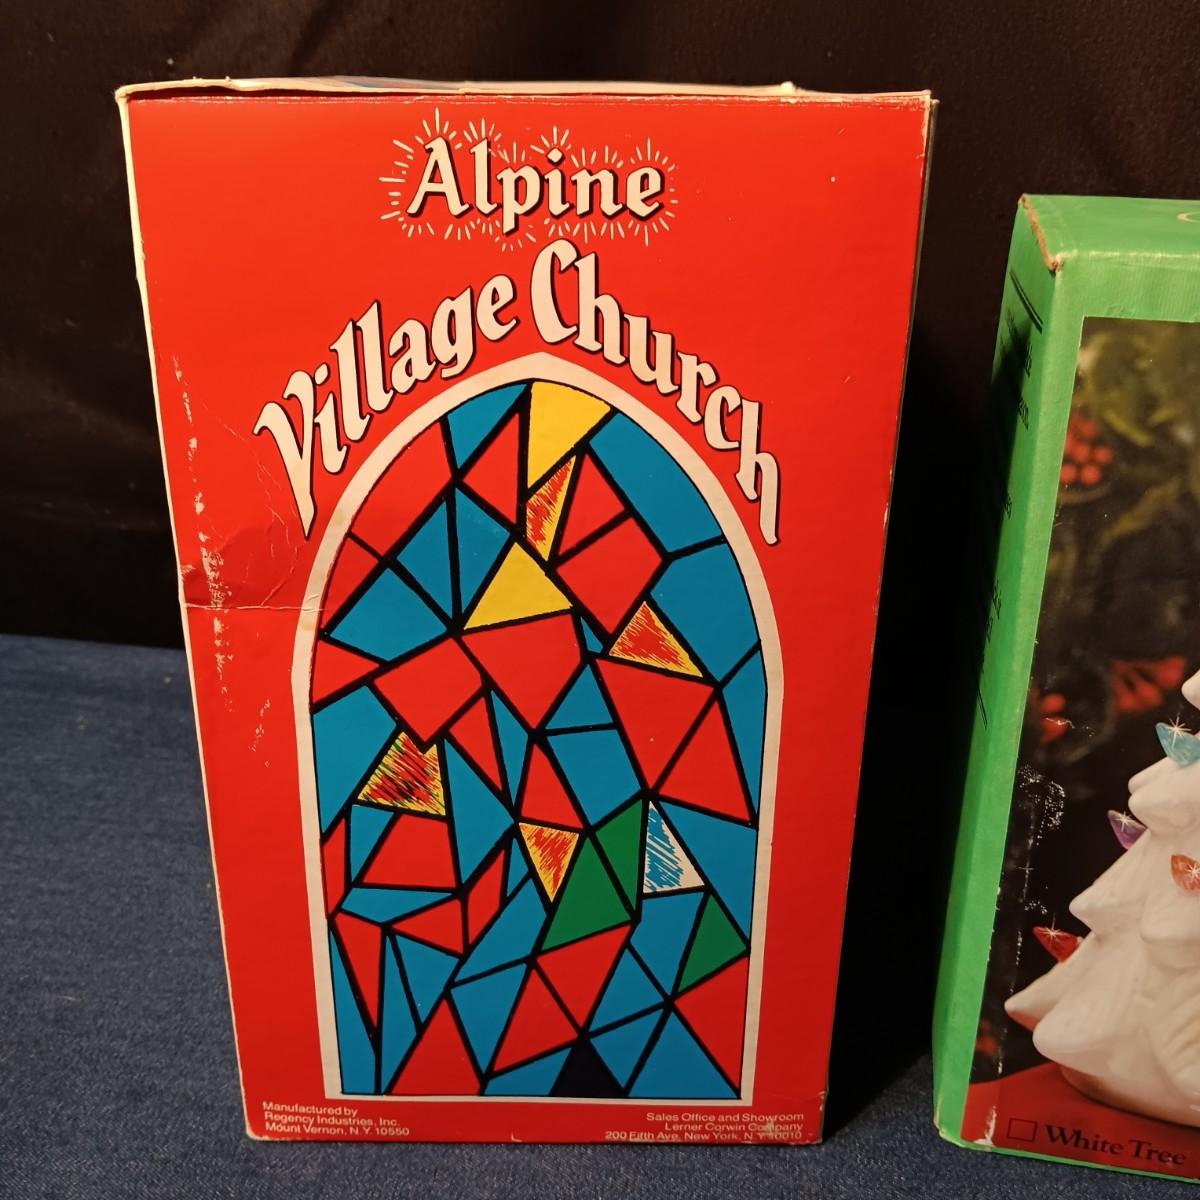 Alpine
Village Church
Manufactured by
Regency Industries, Inc.
Mount Vernon, N.Y. 10550
Sales Office and Showroom
Lerner Corwin Company
200 Fifth Ave, New York, N.Y. 10010
White Tree